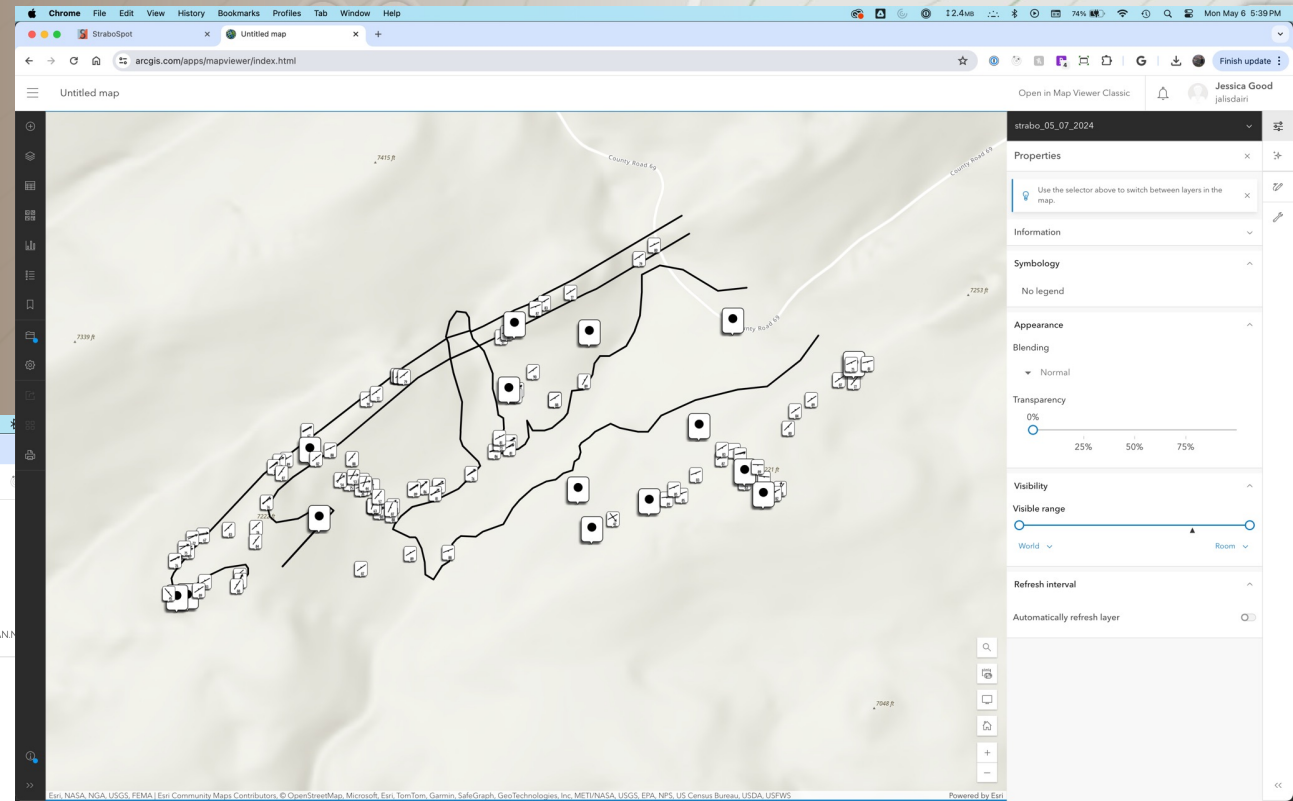 Chrome File Edit View History Bookmarks Profiles Tab Window Help
12.4MB 74% Mon May 6 5:39 PM
StraboSpot
Untitled map
arcgis.com/apps/mapviewer/index.html
Finish update
Untitled map
Open in Map Viewer Classic
Jessica Good
jalisdairi
strabo_05_07_2024
Properties
Use the selector above to switch between layers in the
map.
Information
Symbology
No legend
Appearance
Blending
Normal
Transparency
0%
25% 50% 75%
Visibility
Visible range
World Room
Refresh interval
Automatically refresh layer
7415 ft
County Road 69
County Road 69
7253 ft
7339 ft
7048 ft
Esri, NASA, NGA, USGS, FEMA | Esri Community Maps Contributors, © OpenStreetMap, Microsoft, Esri, TomTom, Garmin, SafeGraph, GeoTechnologies, Inc, METI/NASA, USGS, EPA, NPS, US Census Bureau, USDA, USFWS
Powered by Esri